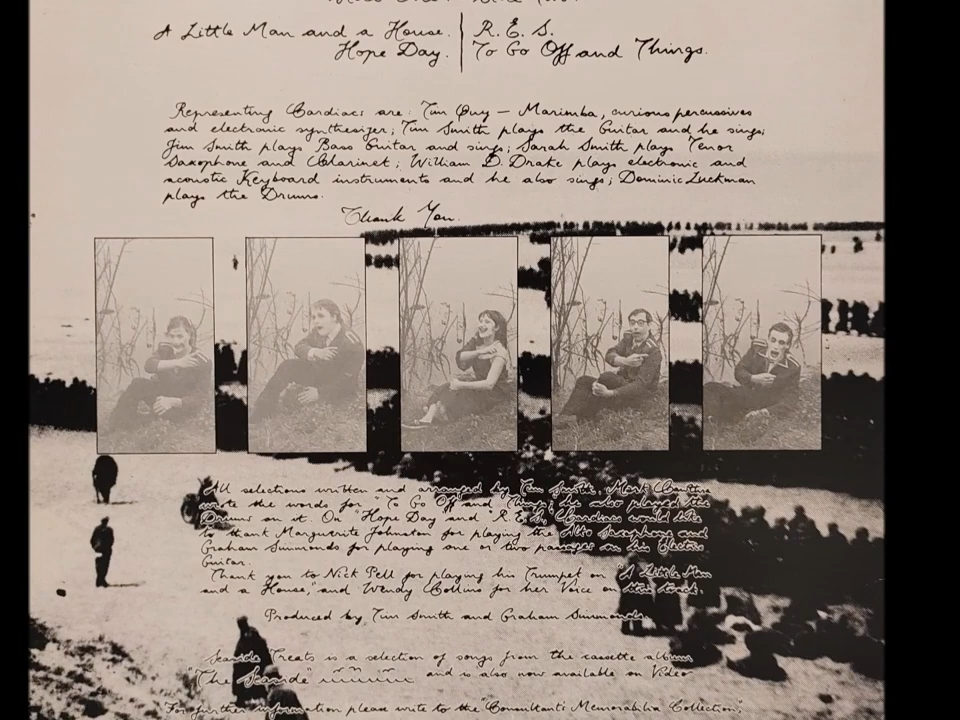 A Little Man and a House. | R. E. S.
Hope Day. | To Go Off and Things.
Representing Cardiacs are: Tim Quy — Marimba, curious percussives
and electronic synthesizer; Tim Smith plays the Guitar and he sings;
Jim Smith plays Bass Guitar and sings; Sarah Smith plays Tenor
Saxophone and Clarinet; William D. Drake plays electronic and
acoustic Keyboard instruments and he also sings; Dominic Luckman
plays the Drums.
Thank You.
All selections written and arranged by Tim Smith. Mark
wrote the words for "To Go Off and Things", he also played the
Drums on it. On "Hope Day and R.E.S, Cardiacs would like
to thank Marguerite Johnston for playing the Alto Saxophone and
Graham Simmonds for playing one or two passages on his Electric
Guitar.
Thank you to Nick Pell for playing his Trumpet on "A Little Man
and a House," and Wendy Collins for her Voice on this track.
Produced by Tim Smith and Graham Simmonds.
Seaside Treats is a selection of songs from the cassette album
"The Seaside" and is also now available on Video
For further information please write to the "Consultant's Memorabilia Collection",